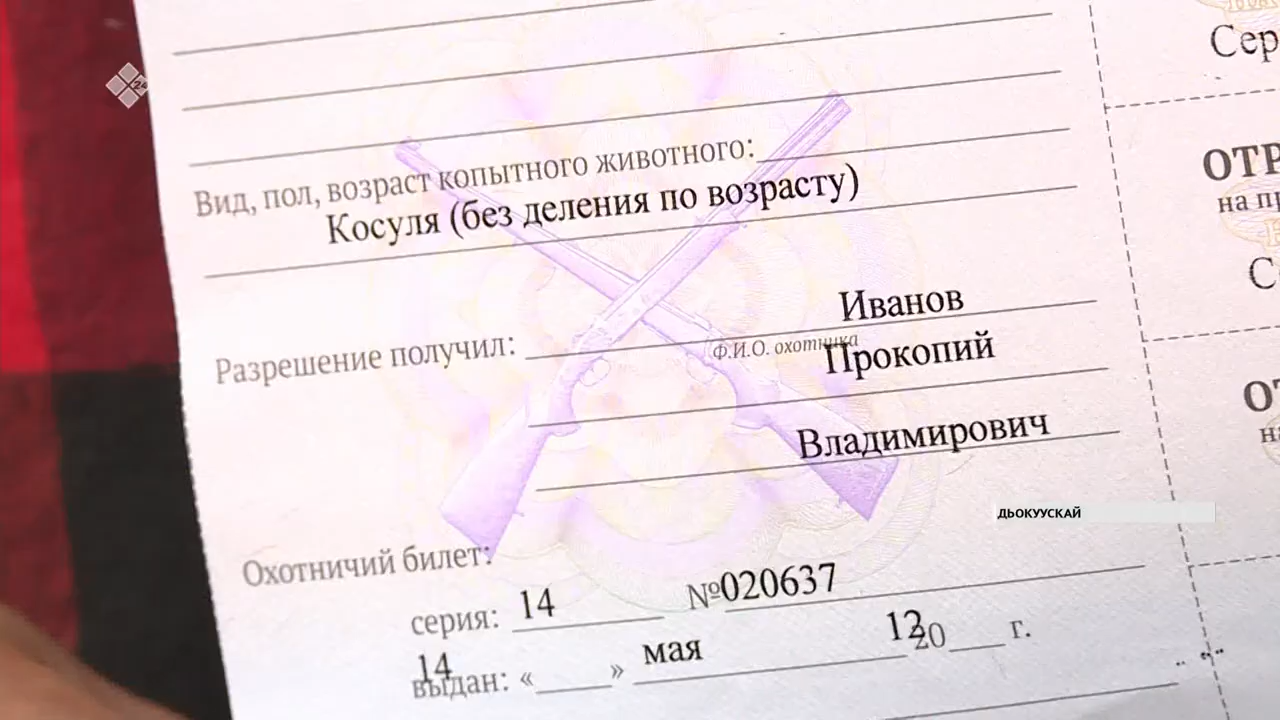 24
Вид, пол, возраст копытного животного:
Косуля (без деления по возрасту)
Разрешение получил:
Иванов
Ф.И.О. охотника
Прокопий
Владимирович
Охотничий билет:
серия: 14 №020637
14 мая 12
выдан: « » 20 г.
Сер
ОТР
на пр
С
ДЬОКУУСКАЙ